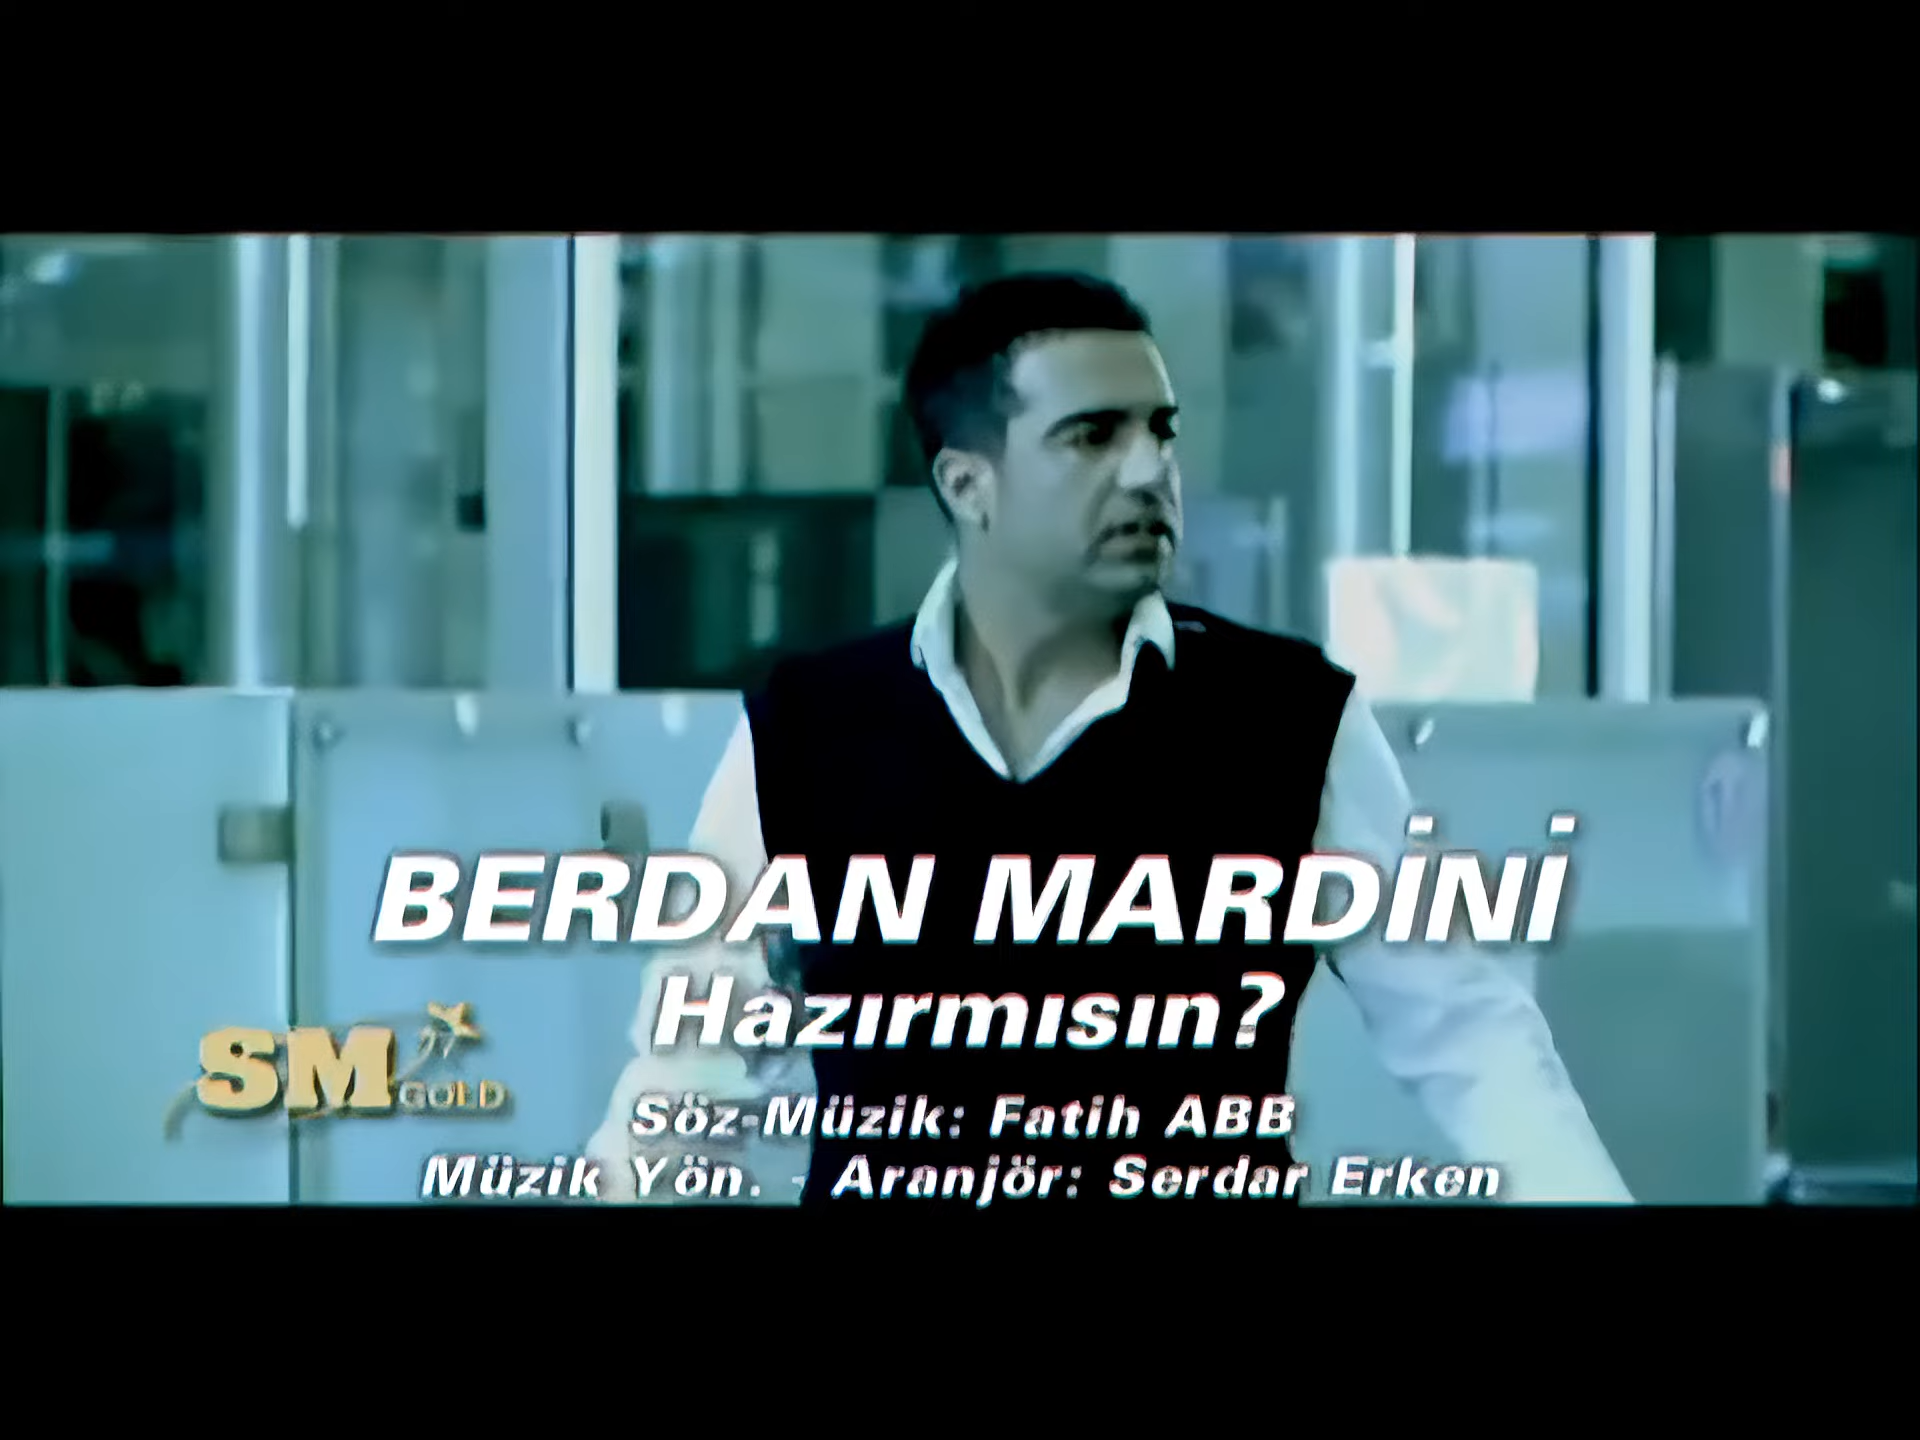 BERDAN MARDİNİ
Hazırmısın?
SM GOLD
Söz-Müzik: Fatih ABB
Müzik Yön. - Aranjör: Serdar Erken